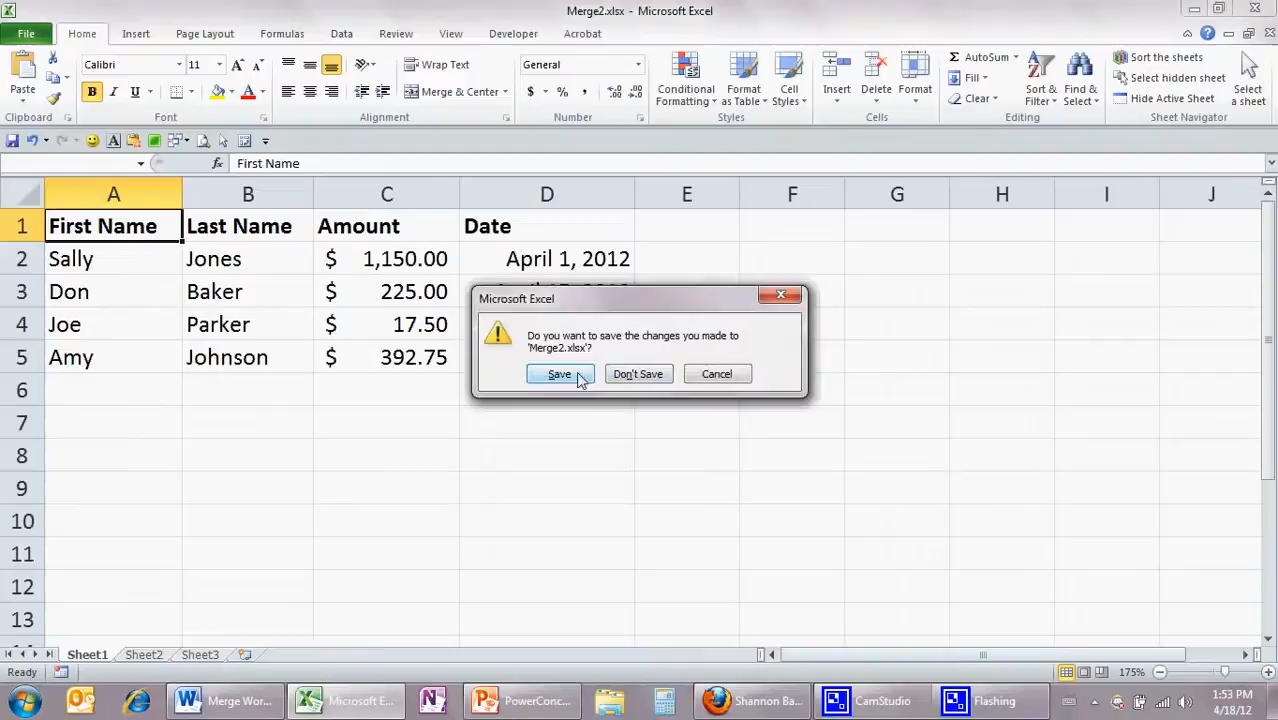 Merge2.xlsx - Microsoft Excel
File Home Insert Page Layout Formulas Data Review View Developer Acrobat
Calibri 11 Wrap Text General AutoSum Sort the sheets
Paste Conditional Formatting Format as Table Cell Styles Insert Delete Format Fill Sort & Filter Find & Select Select hidden sheet Select a sheet
B I U A Merge & Center $ % , Clear Hide Active Sheet
Clipboard Font Alignment Number Styles Cells Editing Sheet Navigator
fx First Name
A B C D E F G H I J
1 First Name Last Name Amount Date
2 Sally Jones $ 1,150.00 April 1, 2012
3 Don Baker $ 225.00
4 Joe Parker $ 17.50
5 Amy Johnson $ 392.75
6
7
8
9
10
11
12
13
Microsoft Excel
Do you want to save the changes you made to
'Merge2.xlsx'?
Save Don't Save Cancel
Sheet1 Sheet2 Sheet3
Ready 175%
Merge Wo... Microsoft E... PowerConc... Shannon Ba... CamStudio Flashing 1:53 PM
4/18/12